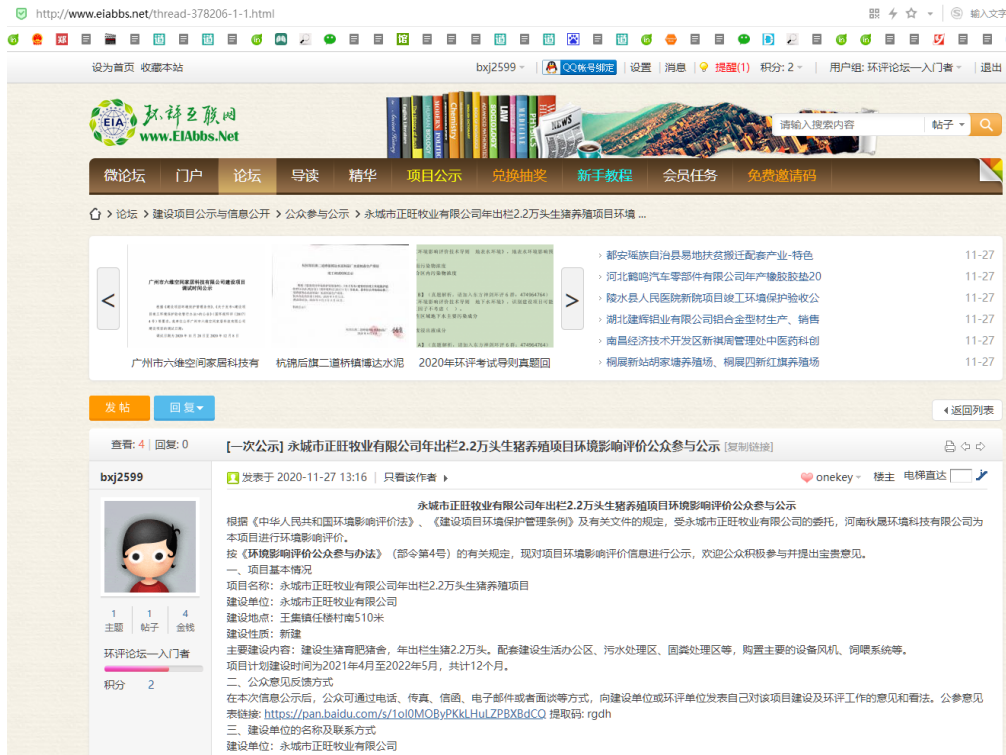 http://www.eiabbs.net/thread-378206-1-1.html
输入文字
设为首页 收藏本站
bxj2599 QQ帐号绑定 | 设置 | 消息 | 提醒(1) 积分: 2 | 用户组: 环评论坛—入门者 | 退出
EIA 环评互联网
www.EIAbbs.Net
NEWS
LAW
请输入搜索内容 帖子
微论坛 门户 论坛 导读 精华 项目公示 兑换抽奖 新手教程 会员任务 免费邀请码
论坛 › 建设项目公示与信息公开 › 公众参与公示 › 永城市正旺牧业有限公司年出栏2.2万头生猪养殖项目环境 ...
广州市六维空间家居科技有
杭锦后旗二道桥镇博达水泥
2020年环评考试导则真题回
都安瑶族自治县易地扶贫搬迁配套产业-特色 11-27
河北鹤鸣汽车零部件有限公司年产橡胶胶垫20 11-27
陵水县人民医院新院项目竣工环境保护验收公 11-27
湖北建辉铝业有限公司铝合金型材生产、销售 11-27
南昌经济技术开发区新祺周管理处中医药科创 11-27
桐展新站胡家塘养殖场、桐展四新红旗养殖场 11-27
发帖 回复
返回列表
查看: 4 | 回复: 0
[一次公示] 永城市正旺牧业有限公司年出栏2.2万头生猪养殖项目环境影响评价公众参与公示 [复制链接]
bxj2599
1 主题
1 帖子
4 金钱
环评论坛—入门者
积分 2
发表于 2020-11-27 13:16 | 只看该作者
onekey 楼主 电梯直达
永城市正旺牧业有限公司年出栏2.2万头生猪养殖项目环境影响评价公众参与公示
根据《中华人民共和国环境影响评价法》、《建设项目环境保护管理条例》及有关文件的规定，受永城市正旺牧业有限公司的委托，河南秋晟环境科技有限公司为
本项目进行环境影响评价。
按《环境影响评价公众参与办法》（部令第4号）的有关规定，现对项目环境影响评价信息进行公示，欢迎公众积极参与并提出宝贵意见。
一、项目基本情况
项目名称：永城市正旺牧业有限公司年出栏2.2万头生猪养殖项目
建设单位：永城市正旺牧业有限公司
建设地点：王集镇任楼村南510米
建设性质：新建
主要建设内容：建设生猪育肥猪舍，年出栏生猪2.2万头。配套建设生活办公区、污水处理区、固粪处理区等，购置主要的设备风机、饲喂系统等。
项目计划建设时间为2021年4月至2022年5月，共计12个月。
二、公众意见反馈方式
在本次信息公示后，公众可通过电话、传真、信函、电子邮件或者面谈等方式，向建设单位或环评单位发表自己对该项目建设及环评工作的意见和看法。公参意见
表链接: https://pan.baidu.com/s/1oI0MOByPKkLHuLZPBXBdCQ 提取码: rgdh
三、建设单位的名称及联系方式
建设单位：永城市正旺牧业有限公司